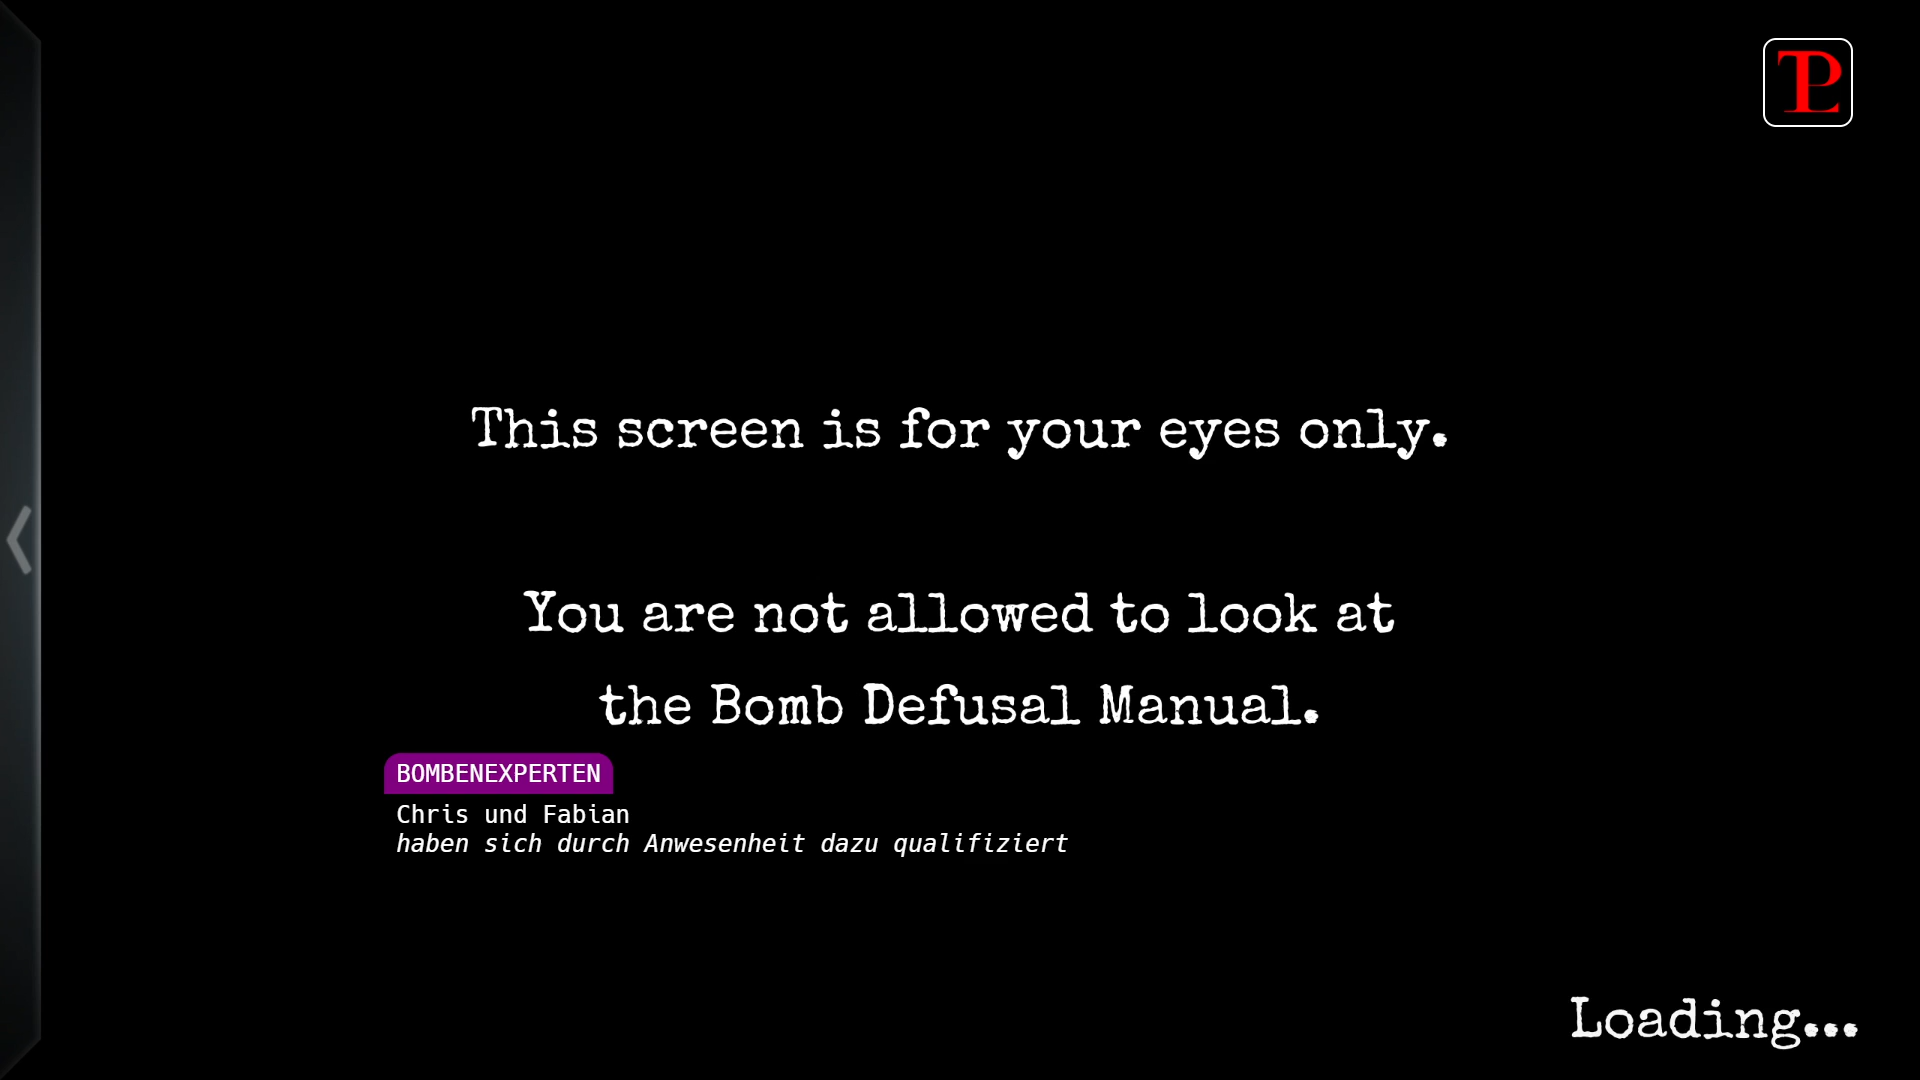 TP
This screen is for your eyes only.
You are not allowed to look at
the Bomb Defusal Manual.
BOMBENEXPERTEN
Chris und Fabian
haben sich durch Anwesenheit dazu qualifiziert
Loading...